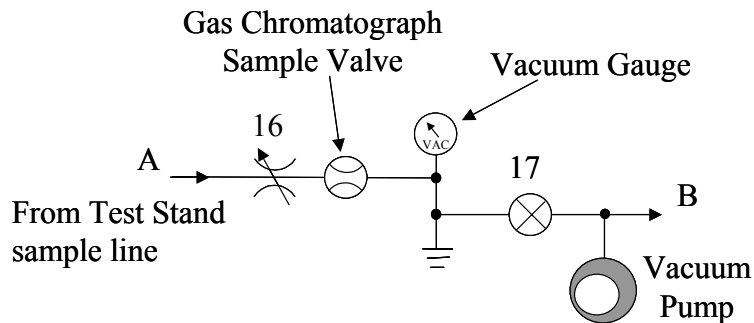 Gas Chromatograph
Sample Valve
Vacuum Gauge
16
VAC
17
A
B
From Test Stand
sample line
Vacuum
Pump